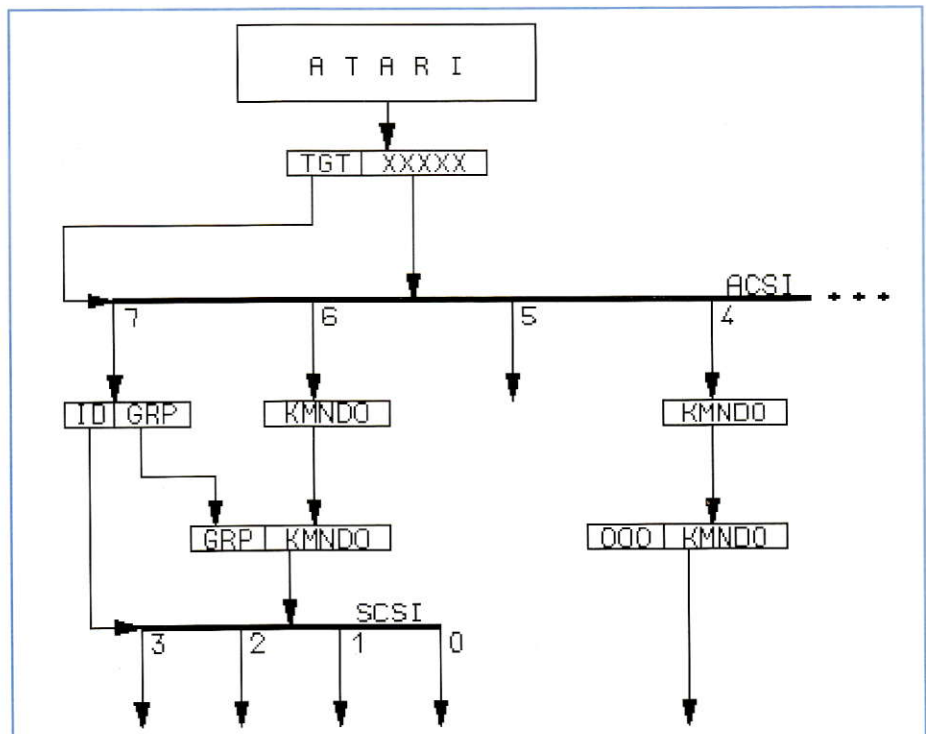 A T A R I
TGT XXXXX
ACSI
7 6 5 4
ID GRP KMNDO KMNDO
GRP KMNDO 000 KMNDO
SCSI
3 2 1 0